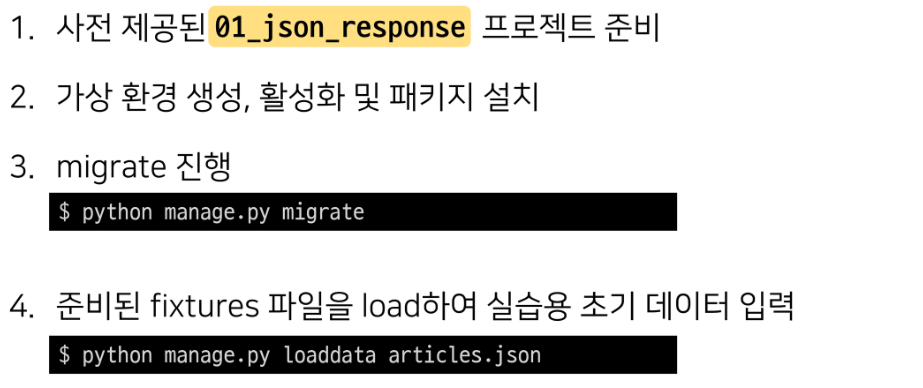 1. 사전 제공된 01_json_response 프로젝트 준비
2. 가상 환경 생성, 활성화 및 패키지 설치
3. migrate 진행
$ python manage.py migrate
4. 준비된 fixtures 파일을 load하여 실습용 초기 데이터 입력
$ python manage.py loaddata articles.json